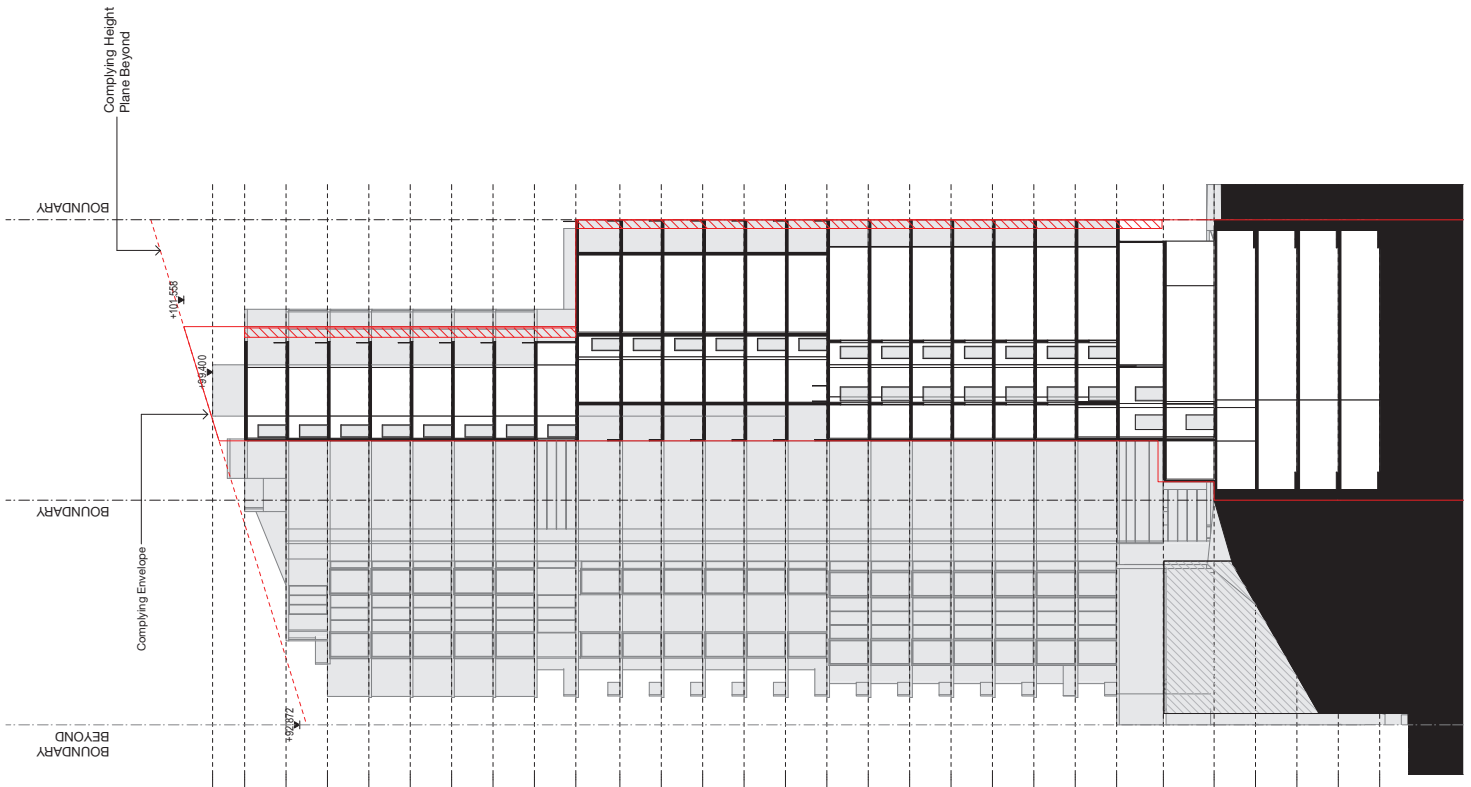 Complying Height
Plane Beyond
BOUNDARY
+101.558
+99.400
BOUNDARY
Complying Envelope
+92.872
BOUNDARY
BEYOND